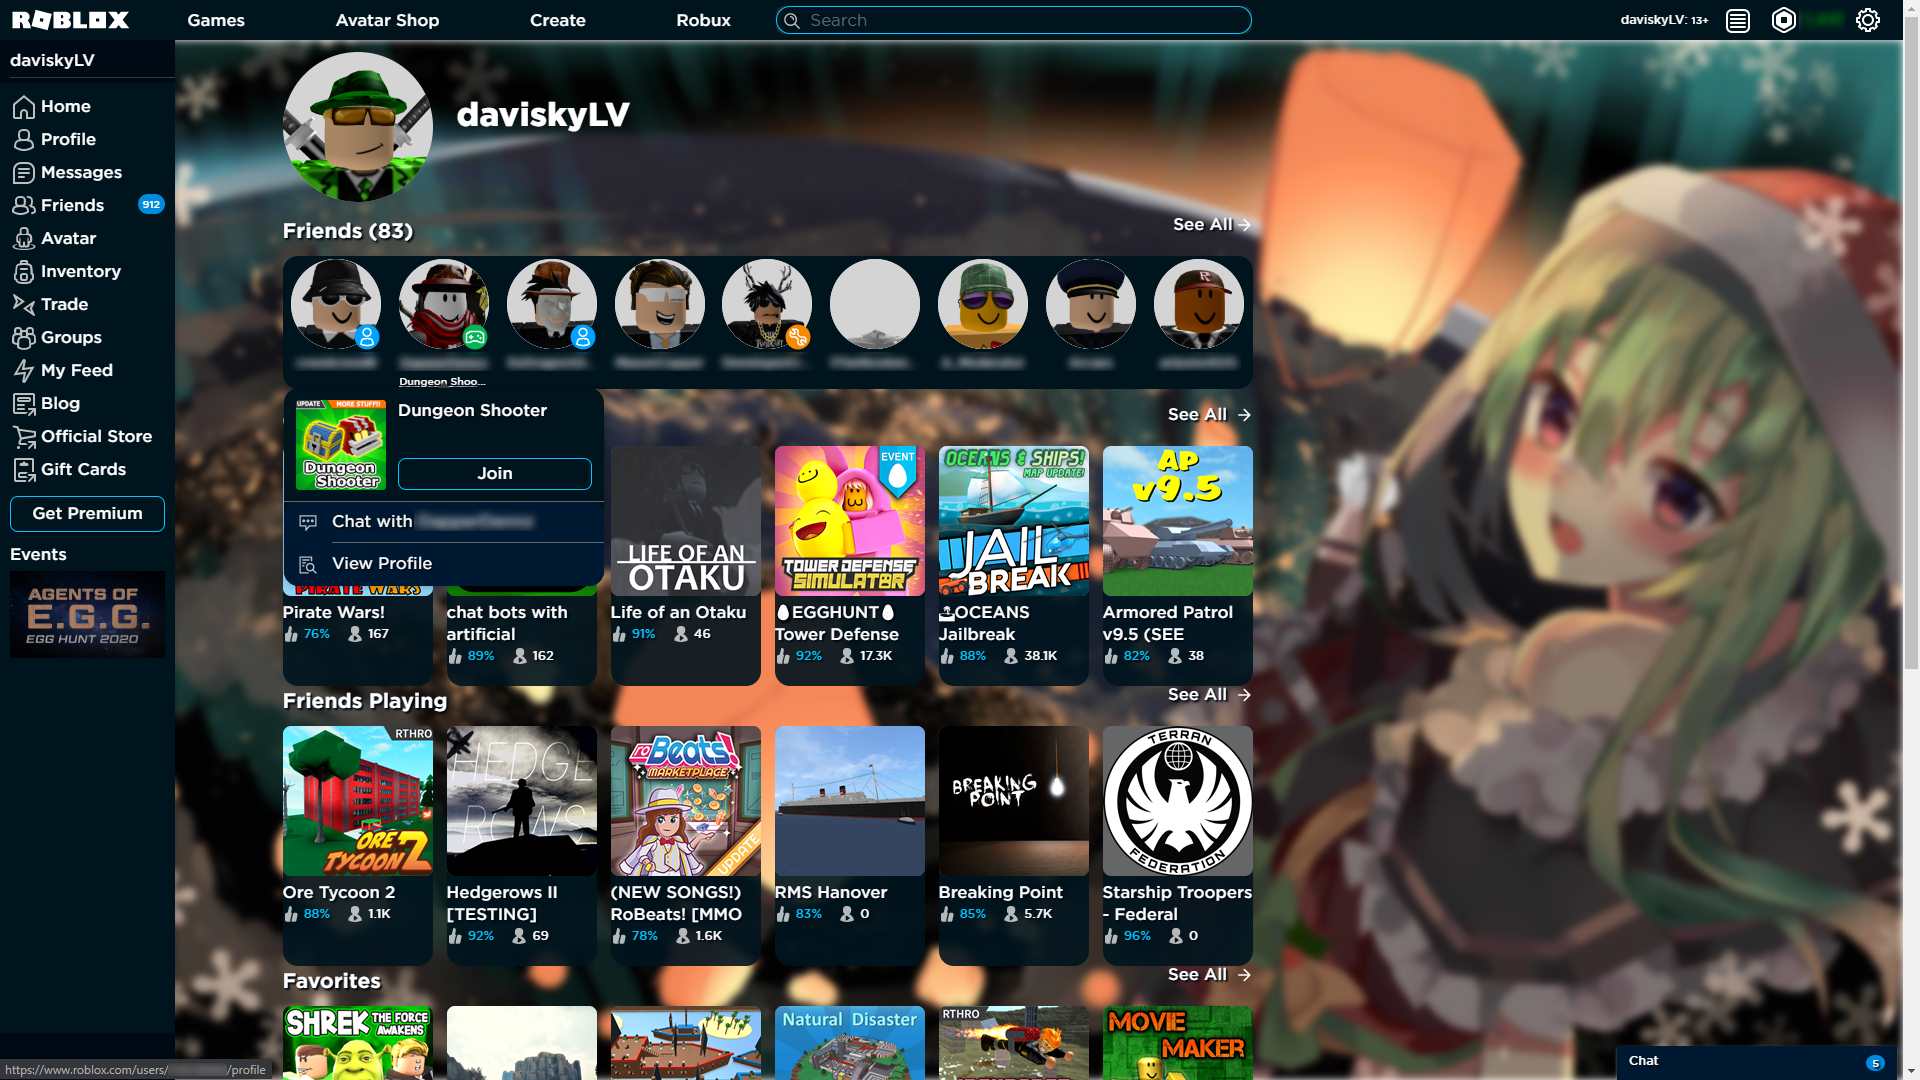 ROBLOX
Games
Avatar Shop
Create
Robux
Search
daviskyLV: 13+
daviskyLV
Home
Profile
Messages
Friends
912
Avatar
Inventory
Trade
Groups
My Feed
Blog
Official Store
Gift Cards
Get Premium
Events
AGENTS OF
E.G.G.
EGG HUNT 2020
daviskyLV
Friends (83)
See All
Dungeon Shoo...
UPDATE
MORE STUFF!!
Dungeon
Shooter
Dungeon Shooter
Join
Chat with
View Profile
See All
PIRATE WARS
Pirate Wars!
76% 167
chat bots with
artificial
89% 162
LIFE OF AN
OTAKU
Life of an Otaku
91% 46
EVENT
TOWER DEFENSE
SIMULATOR
EGGHUNT
Tower Defense
92% 17.3K
OCEANS & SHIPS!
MAP UPDATE!
JAIL
BREAK
OCEANS
Jailbreak
88% 38.1K
AP
v9.5
Armored Patrol
v9.5 (SEE
82% 38
Friends Playing
See All
RTHRO
ORE
TYCOON 2
Ore Tycoon 2
88% 1.1K
HEDGE
ROWS
Hedgerows II
[TESTING]
92% 69
roBeats!
MARKETPLACE
UPDATE
(NEW SONGS!)
RoBeats! [MMO
78% 1.6K
RMS Hanover
83% 0
BREAKING
POINT
Breaking Point
85% 5.7K
TERRAN
FEDERATION
Starship Troopers
- Federal
96% 0
Favorites
See All
SHREK THE FORCE
AWAKENS
Natural Disaster
RTHRO
MOVIE
MAKER
Chat
5
https://www.roblox.com/users/ /profile